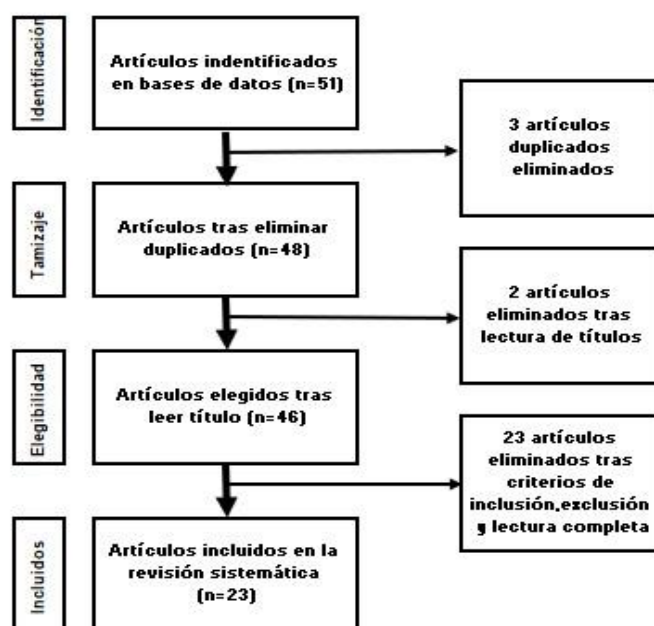 Identificación
Artículos indentificados
en bases de datos (n=51)
3 artículos
duplicados
eliminados
Tamizaje
Artículos tras eliminar
duplicados (n=48)
2 artículos
eliminados tras
lectura de títulos
Elegibilidad
Artículos elegidos tras
leer título (n=46)
23 artículos
eliminados tras
criterios de
inclusión,exclusión
y lectura completa
Incluidos
Artículos incluidos en la
revisión sistemática
(n=23)